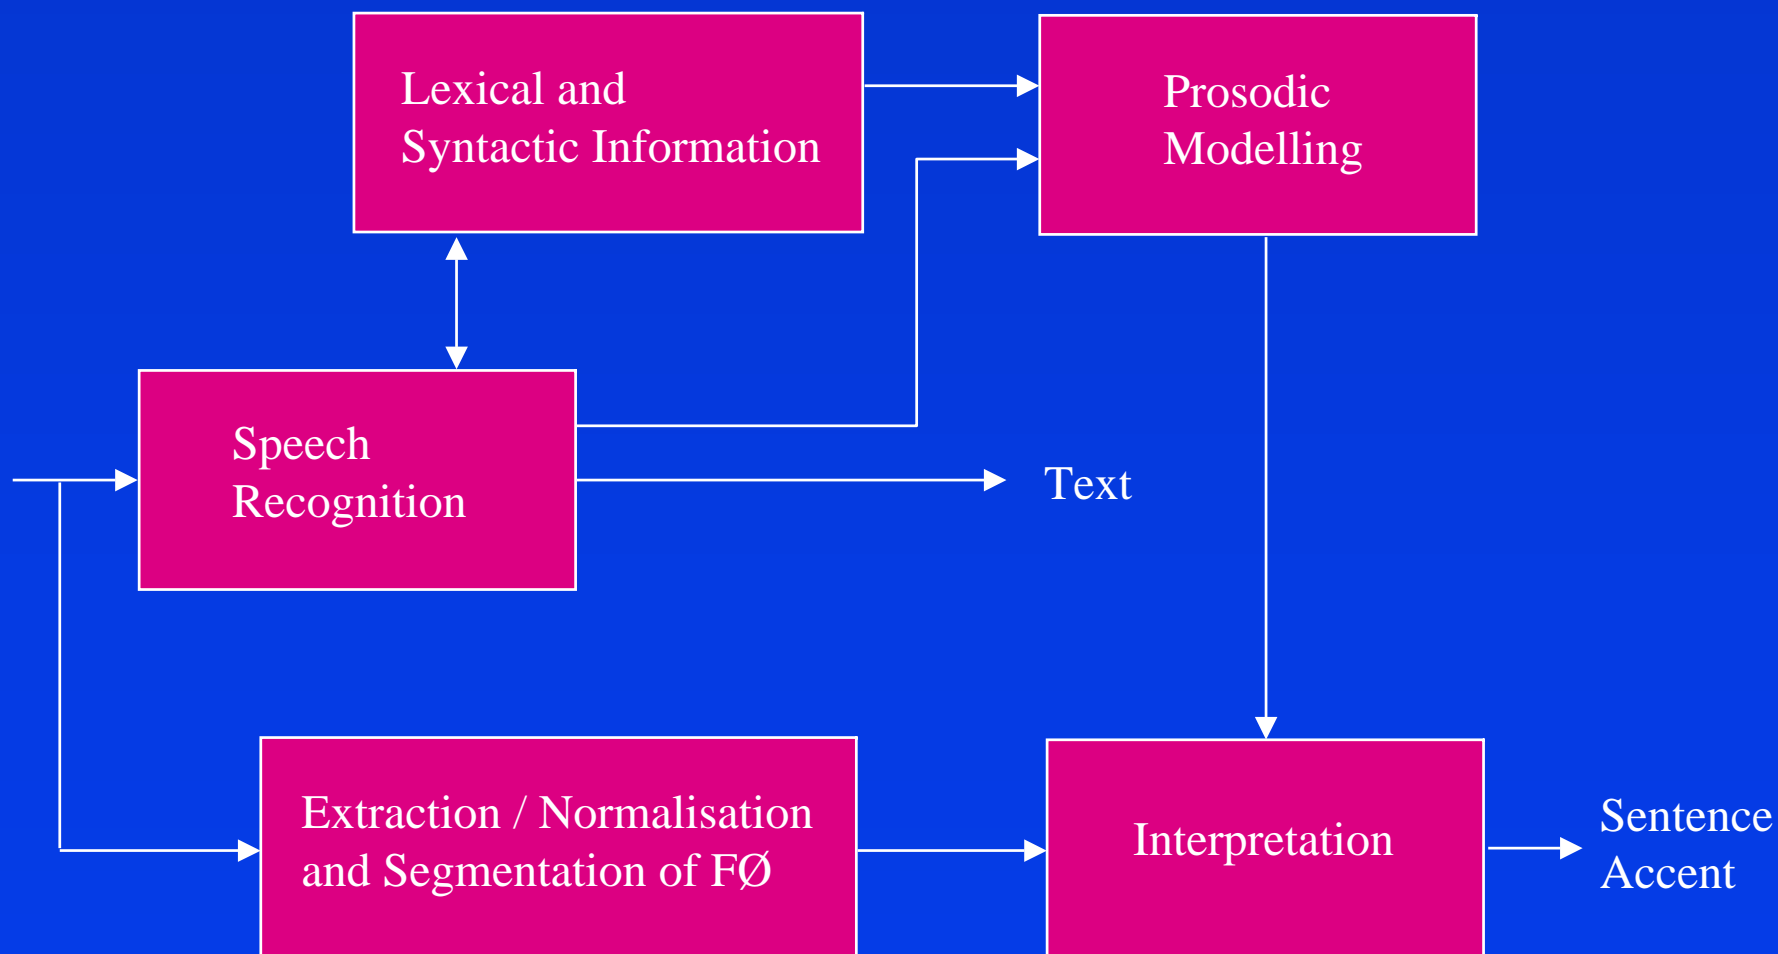 Lexical and
Syntactic Information
Prosodic
Modelling
Speech
Recognition
Text
Extraction / Normalisation
and Segmentation of FØ
Interpretation
Sentence
Accent